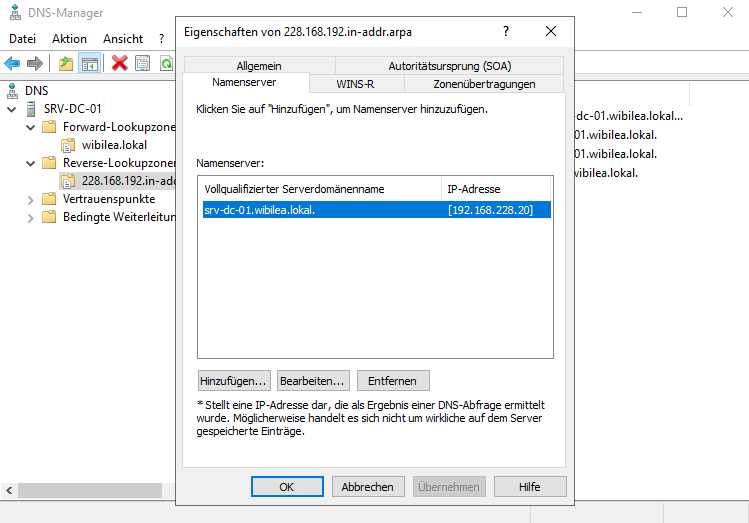 DNS-Manager
Datei Aktion Ansicht ?
DNS
SRV-DC-01
Forward-Lookupzone
wibilea.lokal
Reverse-Lookupzone
228.168.192.in-add
Vertrauenspunkte
Bedingte Weiterleitun
Eigenschaften von 228.168.192.in-addr.arpa
?
Allgemein Autoritätsursprung (SOA)
Namenserver WINS-R Zonenübertragungen
Klicken Sie auf "Hinzufügen", um Namenserver hinzuzufügen.
Namenserver:
Vollqualifizierter Serverdomänenname IP-Adresse
srv-dc-01.wibilea.lokal. [192.168.228.20]
Hinzufügen... Bearbeiten... Entfernen
* Stellt eine IP-Adresse dar, die als Ergebnis einer DNS-Abfrage ermittelt
wurde. Möglicherweise handelt es sich nicht um wirkliche auf dem Server
gespeicherte Einträge.
OK Abbrechen Übernehmen Hilfe
dc-01.wibilea.lokal...
01.wibilea.lokal.
01.wibilea.lokal.
wibilea.lokal.